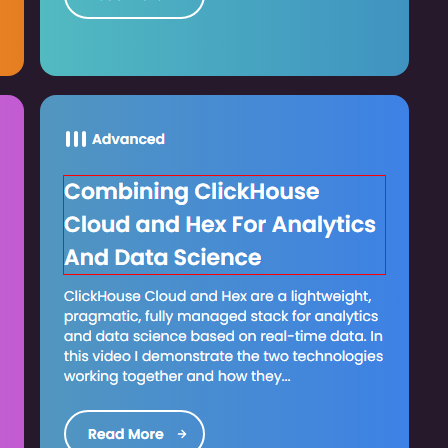 Advanced
Combining ClickHouse
Cloud and Hex For Analytics
And Data Science
ClickHouse Cloud and Hex are a lightweight,
pragmatic, fully managed stack for analytics
and data science based on real-time data. In
this video I demonstrate the two technologies
working together and how they...
Read More →